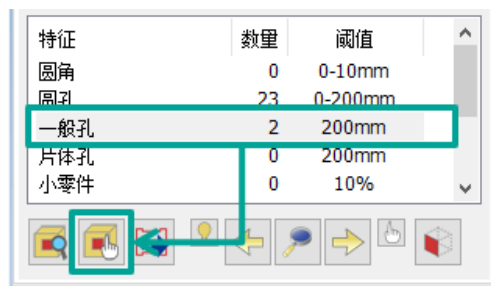 特征 数量 阈值
圆角 0 0-10mm
圆孔 23 0-200mm
一般孔 2 200mm
片体孔 0 200mm
小零件 0 10%